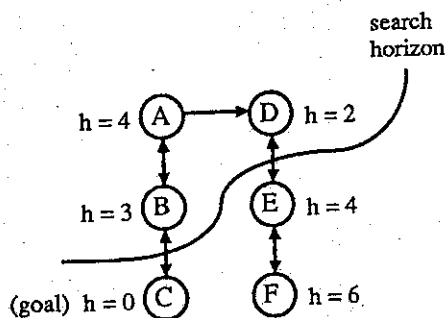 search
horizon
h = 4 A D h = 2
h = 3 B E h = 4
(goal) h = 0 C F h = 6